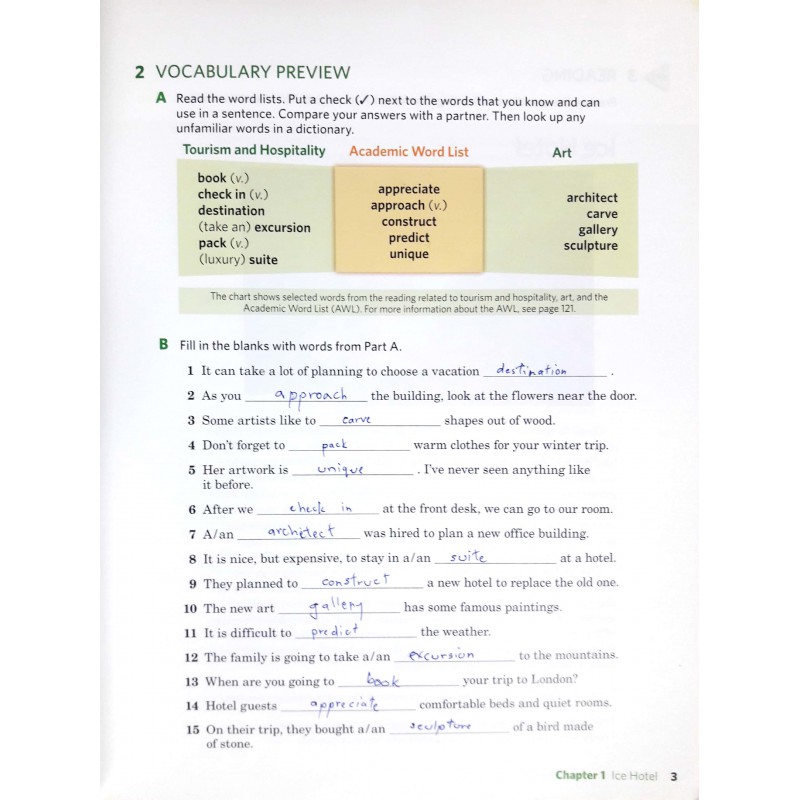 2 VOCABULARY PREVIEW
A Read the word lists. Put a check (✓) next to the words that you know and can
use in a sentence. Compare your answers with a partner. Then look up any
unfamiliar words in a dictionary.
Tourism and Hospitality
book (v.)
check in (v.)
destination
(take an) excursion
pack (v.)
(luxury) suite
Academic Word List
appreciate
approach (v.)
construct
predict
unique
Art
architect
carve
gallery
sculpture
The chart shows selected words from the reading related to tourism and hospitality, art, and the
Academic Word List (AWL). For more information about the AWL, see page 121.
B Fill in the blanks with words from Part A.
1 It can take a lot of planning to choose a vacation destination .
2 As you approach the building, look at the flowers near the door.
3 Some artists like to carve shapes out of wood.
4 Don't forget to pack warm clothes for your winter trip.
5 Her artwork is unique . I've never seen anything like
it before.
6 After we check in at the front desk, we can go to our room.
7 A/an architect was hired to plan a new office building.
8 It is nice, but expensive, to stay in a/an suite at a hotel.
9 They planned to construct a new hotel to replace the old one.
10 The new art gallery has some famous paintings.
11 It is difficult to predict the weather.
12 The family is going to take a/an excursion to the mountains.
13 When are you going to book your trip to London?
14 Hotel guests appreciate comfortable beds and quiet rooms.
15 On their trip, they bought a/an sculpture of a bird made
of stone.
Chapter 1 Ice Hotel 3